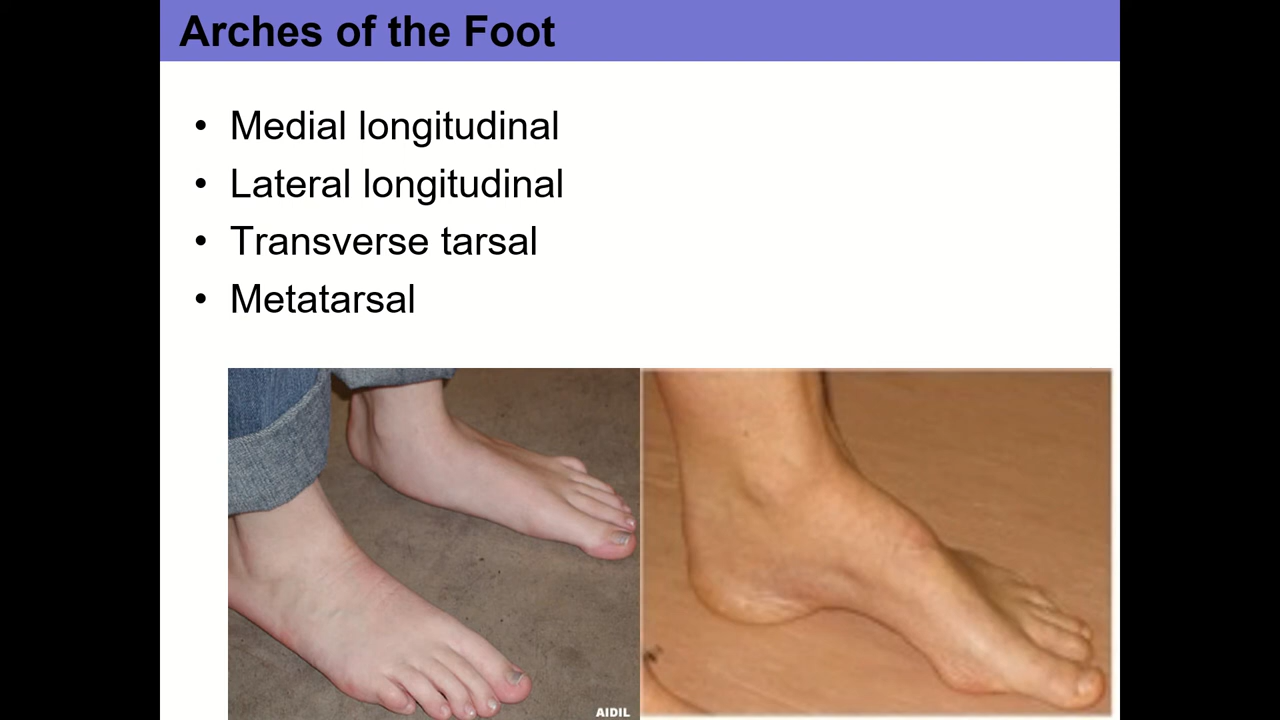 Arches of the Foot
• Medial longitudinal
• Lateral longitudinal
• Transverse tarsal
• Metatarsal
AIDIL